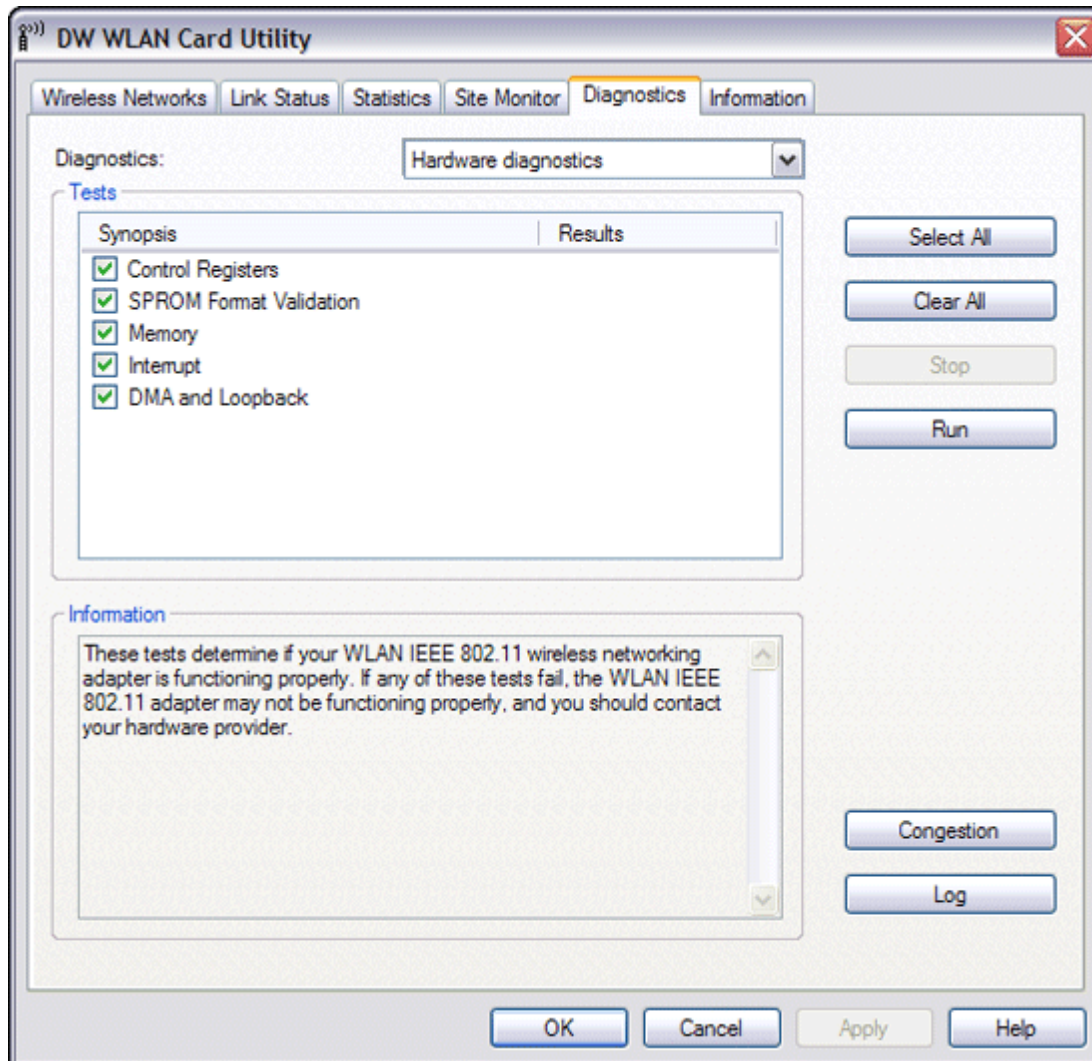 DW WLAN Card Utility
Wireless Networks Link Status Statistics Site Monitor Diagnostics Information
Diagnostics: Hardware diagnostics
Tests
Synopsis Results
Control Registers
SPROM Format Validation
Memory
Interrupt
DMA and Loopback
Select All
Clear All
Stop
Run
Information
These tests determine if your WLAN IEEE 802.11 wireless networking
adapter is functioning properly. If any of these tests fail, the WLAN IEEE
802.11 adapter may not be functioning properly, and you should contact
your hardware provider.
Congestion
Log
OK Cancel Apply Help